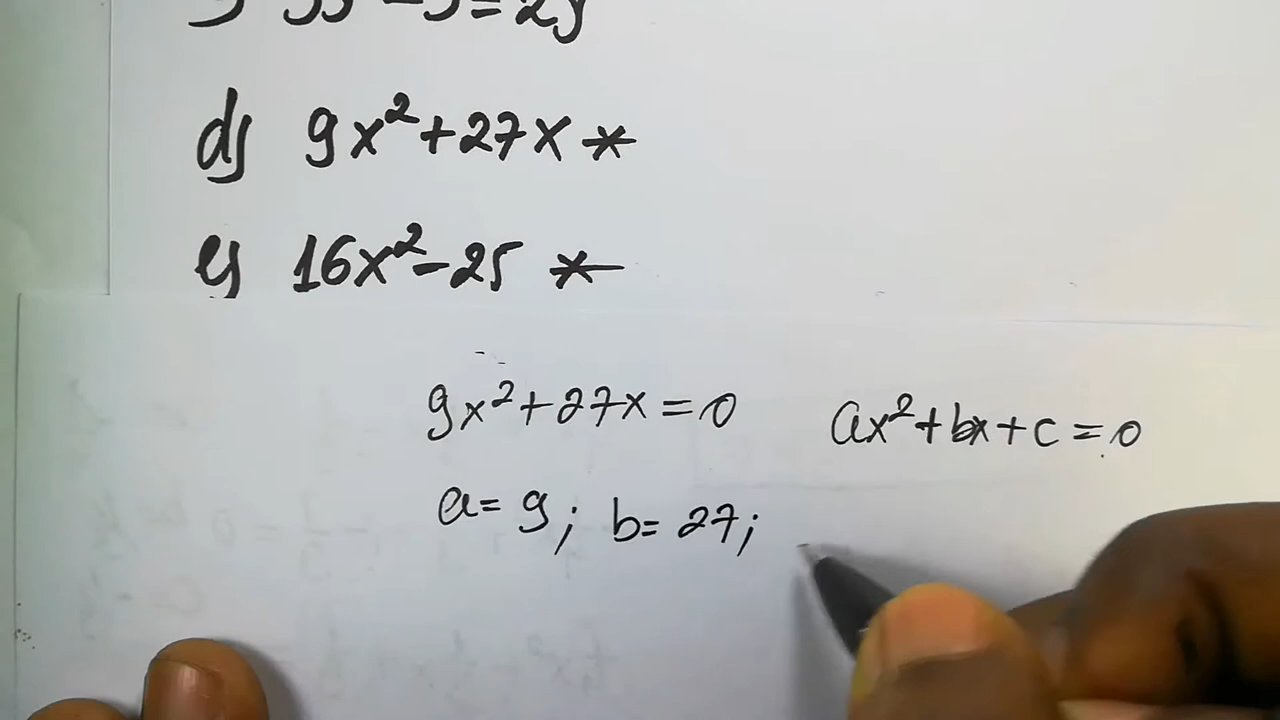 d) 9x²+27x *
e) 16x²-25 *
9x²+27x=0 ax²+bx+c=0
a=9; b=27;